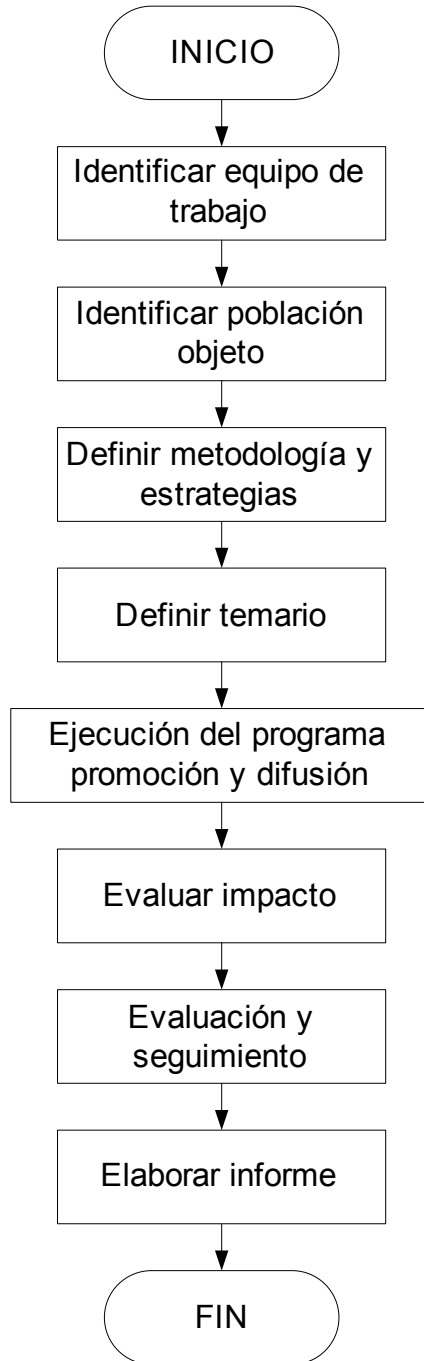 INICIO
Identificar equipo de
trabajo
Identificar población
objeto
Definir metodología y
estrategias
Definir temario
Ejecución del programa
promoción y difusión
Evaluar impacto
Evaluación y
seguimiento
Elaborar informe
FIN